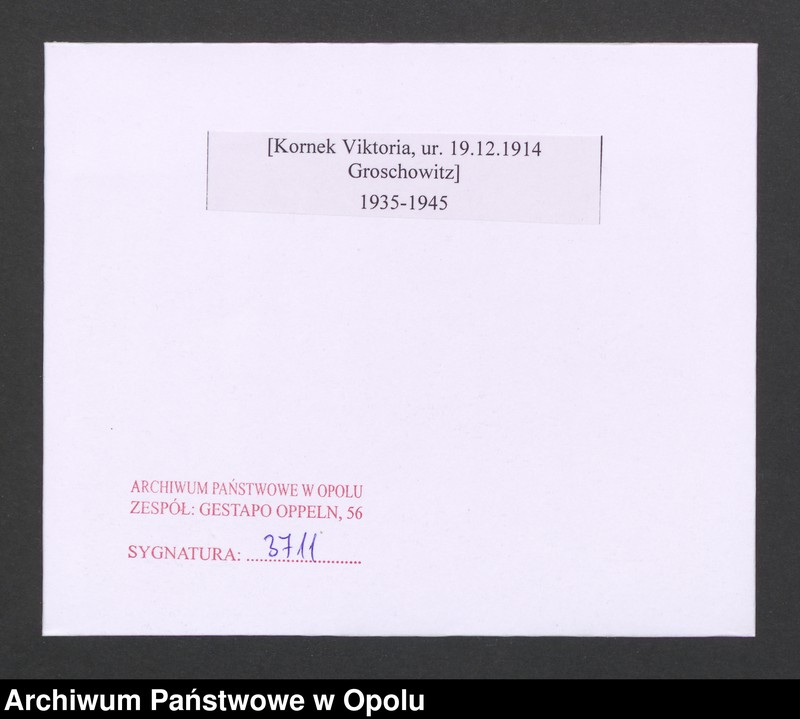 [Kornek Viktoria, ur. 19.12.1914
Groschowitz]
1935-1945
ARCHIWUM PAŃSTWOWE W OPOLU
ZESPÓŁ: GESTAPO OPPELN, 56
SYGNATURA: 3711
Archiwum Państwowe w Opolu